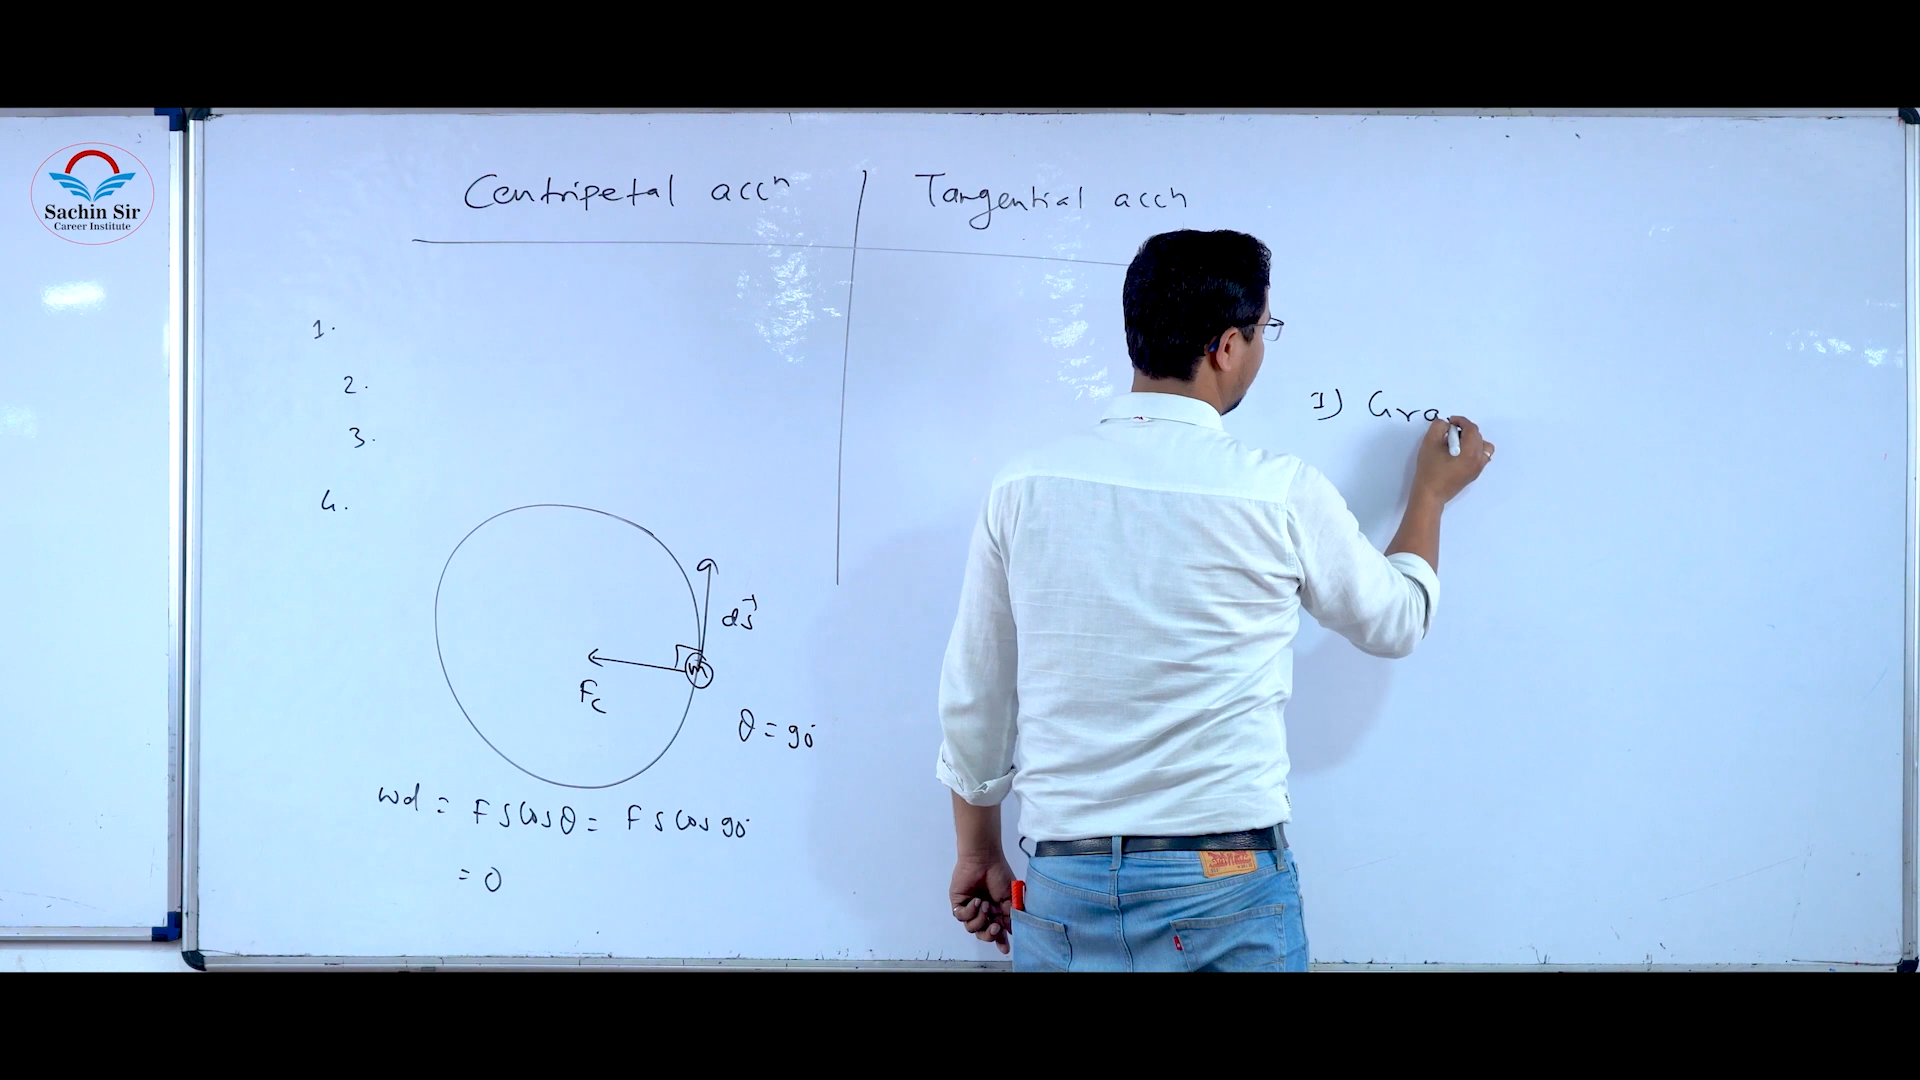 Sachin Sir
Career Institute
Centripetal accⁿ
Tangential accn
1.
2.
3.
4.
1) Gra
ds⃗
m
Fc
θ = 90°
wd = F s cos θ = F s cos 90°
= 0